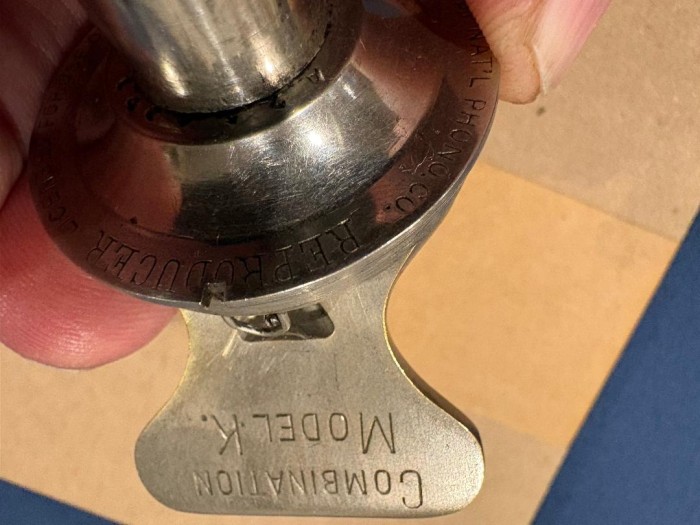 NAT'L PHONO. CO.
REPRODUCER
COMBINATION
MODEL K.